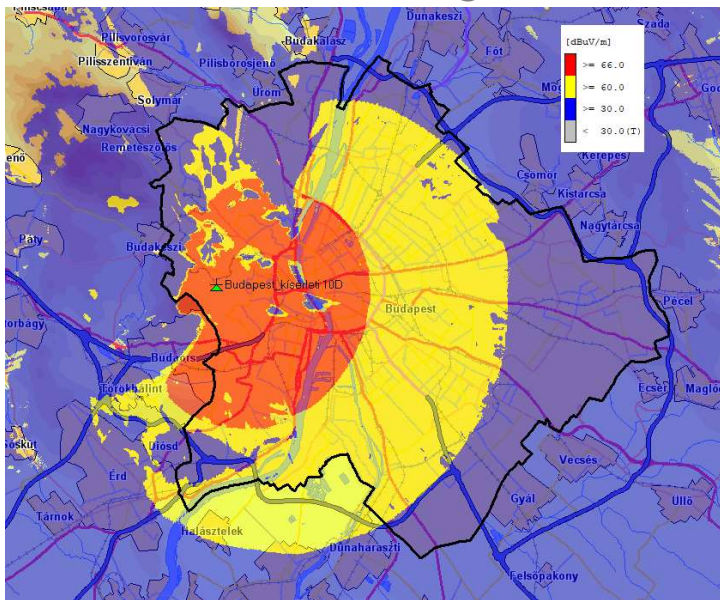 Dunakeszi
Szada
Pilisvörösvár
Budakalász
Fót
Pilisszentiván
Pilisborosjenő
Solymár
Üröm
Nagykovácsi
Remeteszőlős
Kerepes
Csömör
Kistarcsa
Nagytarcsa
Páty
Budakeszi
Budapest_kísérleti 10D
Budapest
Pécel
Budaörs
Törökbálint
Ecser
Maglód
Diósd
Érd
Vecsés
Gyál
Üllő
Tárnok
Halásztelek
Dunaharaszti
Felsőpakony
[dBuV/m]
>= 66.0
>= 60.0
>= 30.0
< 30.0(T)